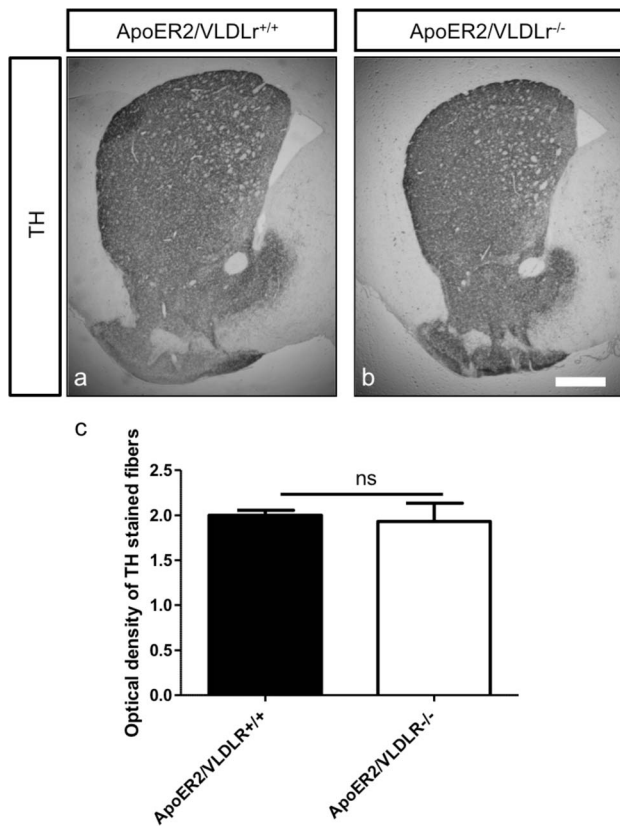 ApoER2/VLDLr+/+
ApoER2/VLDLr-/-
TH
a
b
c
Optical density of TH stained fibers
2.5
2.0
1.5
1.0
0.5
0.0
ns
ApoER2/VLDLR+/+
ApoER2/VLDLR-/-